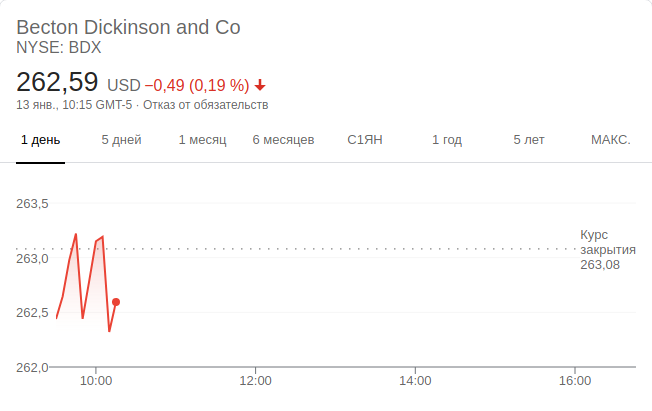 Becton Dickinson and Co
NYSE: BDX
262,59 USD −0,49 (0,19 %)
13 янв., 10:15 GMT-5 · Отказ от обязательств
1 день 5 дней 1 месяц 6 месяцев С1ЯН 1 год 5 лет МАКС.
263,5
Курс
закрытия
263,08
263,0
262,5
262,0
10:00 12:00 14:00 16:00